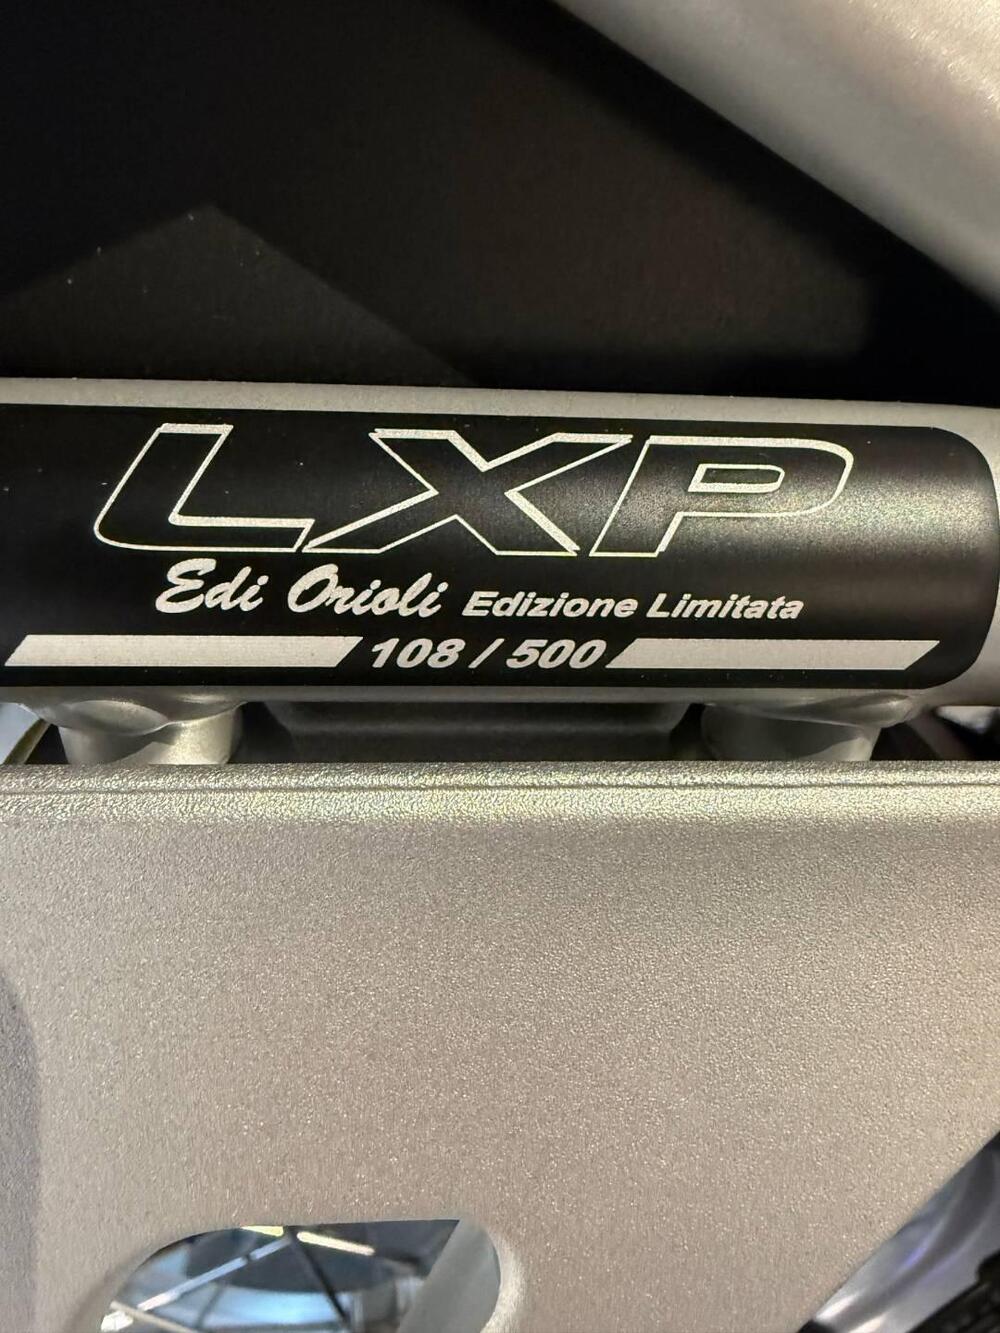 LXP
Edi Orioli Edizione Limitata
108 / 500